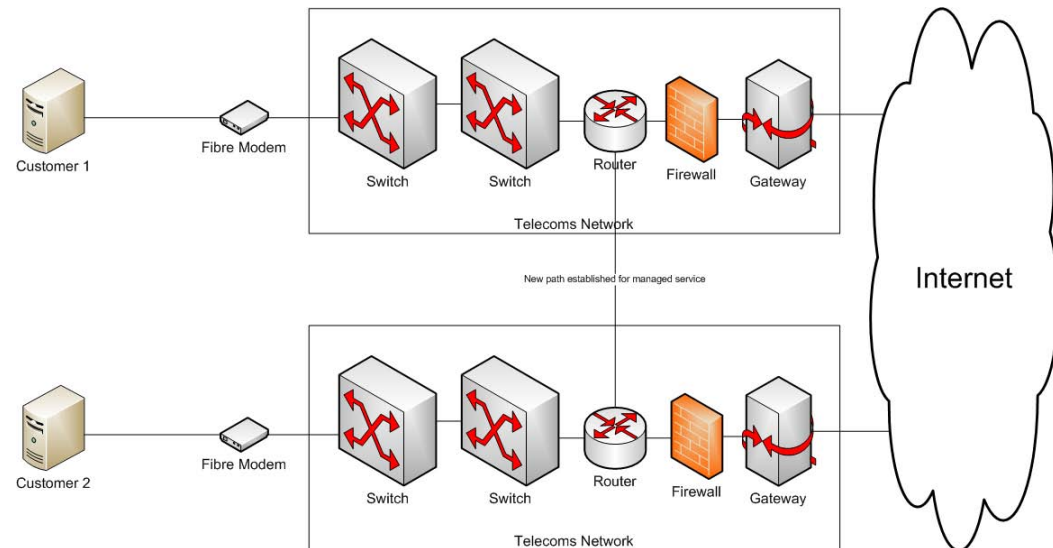 Customer 1
Fibre Modem
Switch
Switch
Router
Firewall
Gateway
Telecoms Network
New path established for managed service
Internet
Customer 2
Fibre Modem
Switch
Switch
Router
Firewall
Gateway
Telecoms Network